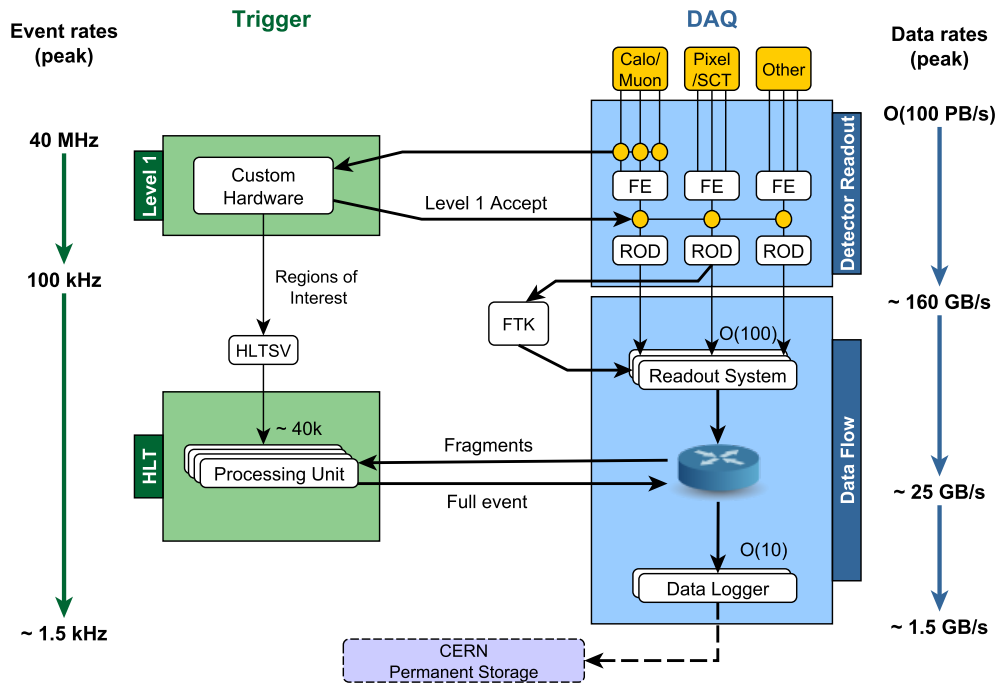 Event rates
(peak)
Trigger
DAQ
Data rates
(peak)
Calo/
Muon
Pixel
/SCT
Other
40 MHz
O(100 PB/s)
Level 1
Custom
Hardware
FE
FE
FE
Detector Readout
Level 1 Accept
ROD
ROD
ROD
100 kHz
Regions of
Interest
~ 160 GB/s
FTK
HLTSV
O(100)
Readout System
HLT
~ 40k
Processing Unit
Fragments
Full event
Data Flow
~ 25 GB/s
O(10)
Data Logger
~ 1.5 kHz
~ 1.5 GB/s
CERN
Permanent Storage